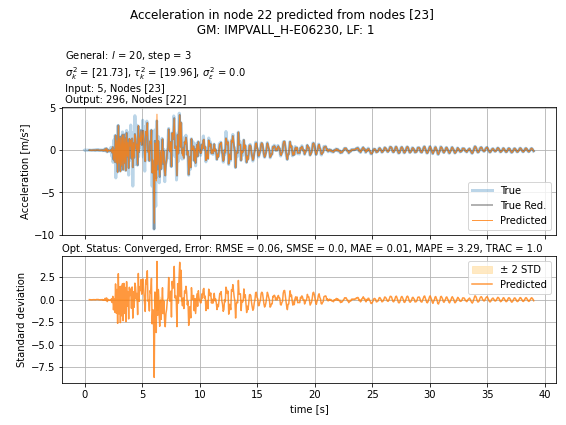 Acceleration in node 22 predicted from nodes [23]
GM: IMPVALL_H-E06230, LF: 1
General: l = 20, step = 3
σ²ₖ = [21.73], τ²ₖ = [19.96], σ²ₑ = 0.0
Input: 5, Nodes [23]
Output: 296, Nodes [22]
Acceleration [m/s²]
5
0
−5
−10
True
True Red.
Predicted
Opt. Status: Converged, Error: RMSE = 0.06, SMSE = 0.0, MAE = 0.01, MAPE = 3.29, TRAC = 1.0
Standard deviation
2.5
0.0
−2.5
−5.0
−7.5
± 2 STD
Predicted
0 5 10 15 20 25 30 35 40
time [s]